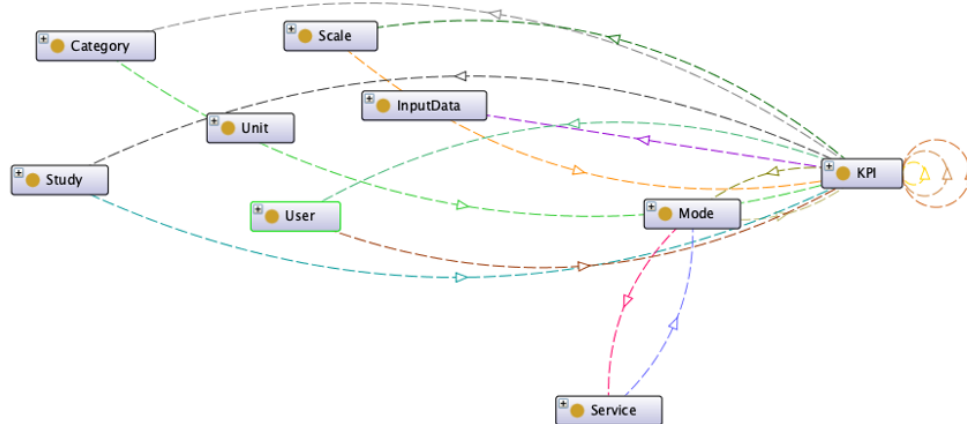 Scale
Category
InputData
Unit
KPI
Study
User
Mode
Service